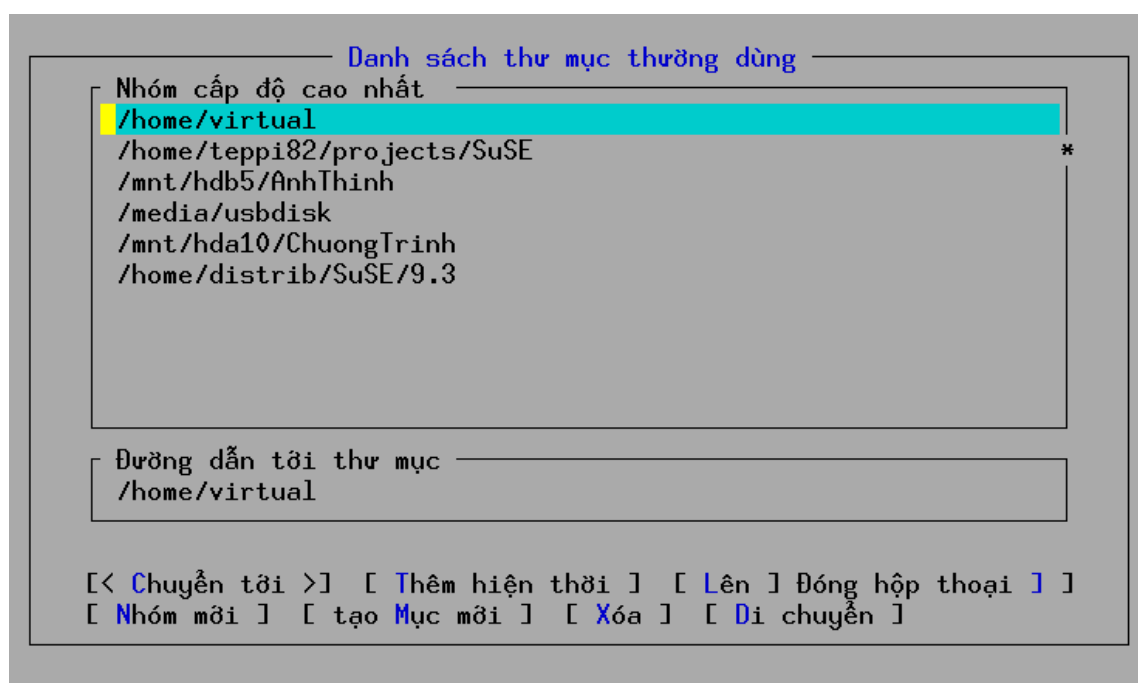 Danh sách thư mục thường dùng
Nhóm cấp độ cao nhất
/home/virtual
/home/teppi82/projects/SuSE
*
/mnt/hdb5/AnhThinh
/media/usbdisk
/mnt/hda10/ChuongTrinh
/home/distrib/SuSE/9.3
Đường dẫn tới thư mục
/home/virtual
[< Chuyển tới >] [ Thêm hiện thời ] [ Lên ] Đóng hộp thoại ] ]
[ Nhóm mới ] [ tạo Mục mới ] [ Xóa ] [ Di chuyển ]